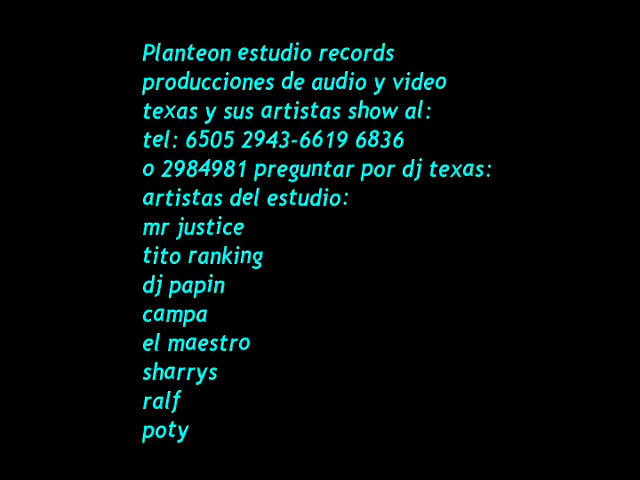 Planteon estudio records
producciones de audio y video
texas y sus artistas show al:
tel: 6505 2943-6619 6836
o 2984981 preguntar por dj texas:
artistas del estudio:
mr justice
tito ranking
dj papin
campa
el maestro
sharrys
ralf
poty